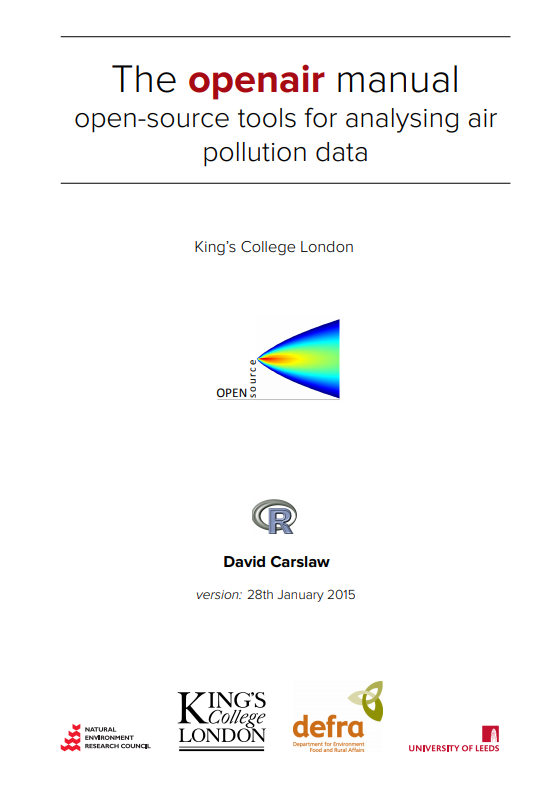 The openair manual
open-source tools for analysing air
pollution data
King's College London
OPEN
source
R
David Carslaw
version: 28th January 2015
NATURAL
ENVIRONMENT
RESEARCH COUNCIL
KING'S
College
LONDON
defra
Department for Environment
Food and Rural Affairs
UNIVERSITY OF LEEDS